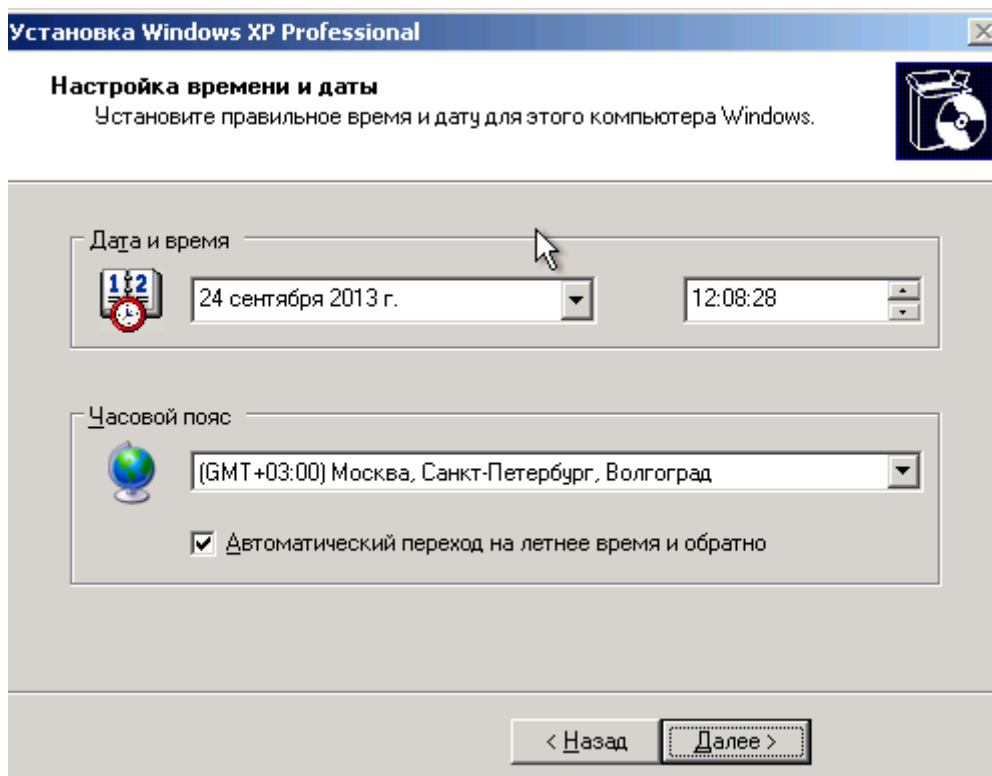 Установка Windows XP Professional
Настройка времени и даты
Установите правильное время и дату для этого компьютера Windows.
Дата и время
1 2
24 сентября 2013 г.
12:08:28
Часовой пояс
(GMT+03:00) Москва, Санкт-Петербург, Волгоград
Автоматический переход на летнее время и обратно
< Назад
Далее >